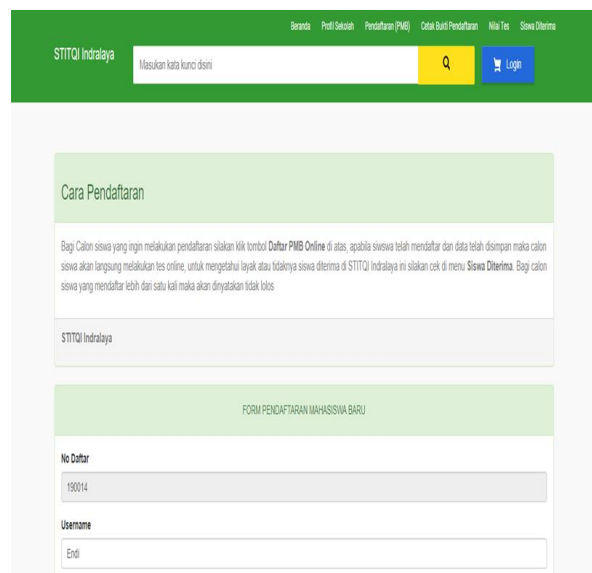 Beranda Profil Sekolah Pendaftaran (PMB) Cetak Bukti Pendaftaran Nilai Tes Siswa Diterima
STITQI Indralaya
Masukan kata kunci disini
Login
Cara Pendaftaran
Bagi Calon siswa yang ingin melakukan pendaftaran silakan klik tombol Daftar PMB Online di atas, apabila siwswa telah mendaftar dan data telah disimpan maka calon
siswa akan langsung melakukan tes online, untuk mengetahui layak atau tidaknya siswa diterima di STITQI Indralaya ini silakan cek di menu Siswa Diterima. Bagi calon
siswa yang mendaftar lebih dari satu kali maka akan dinyatakan tidak lolos
STITQI Indralaya
FORM PENDAFTARAN MAHASISWA BARU
No Daftar
190014
Username
Endi